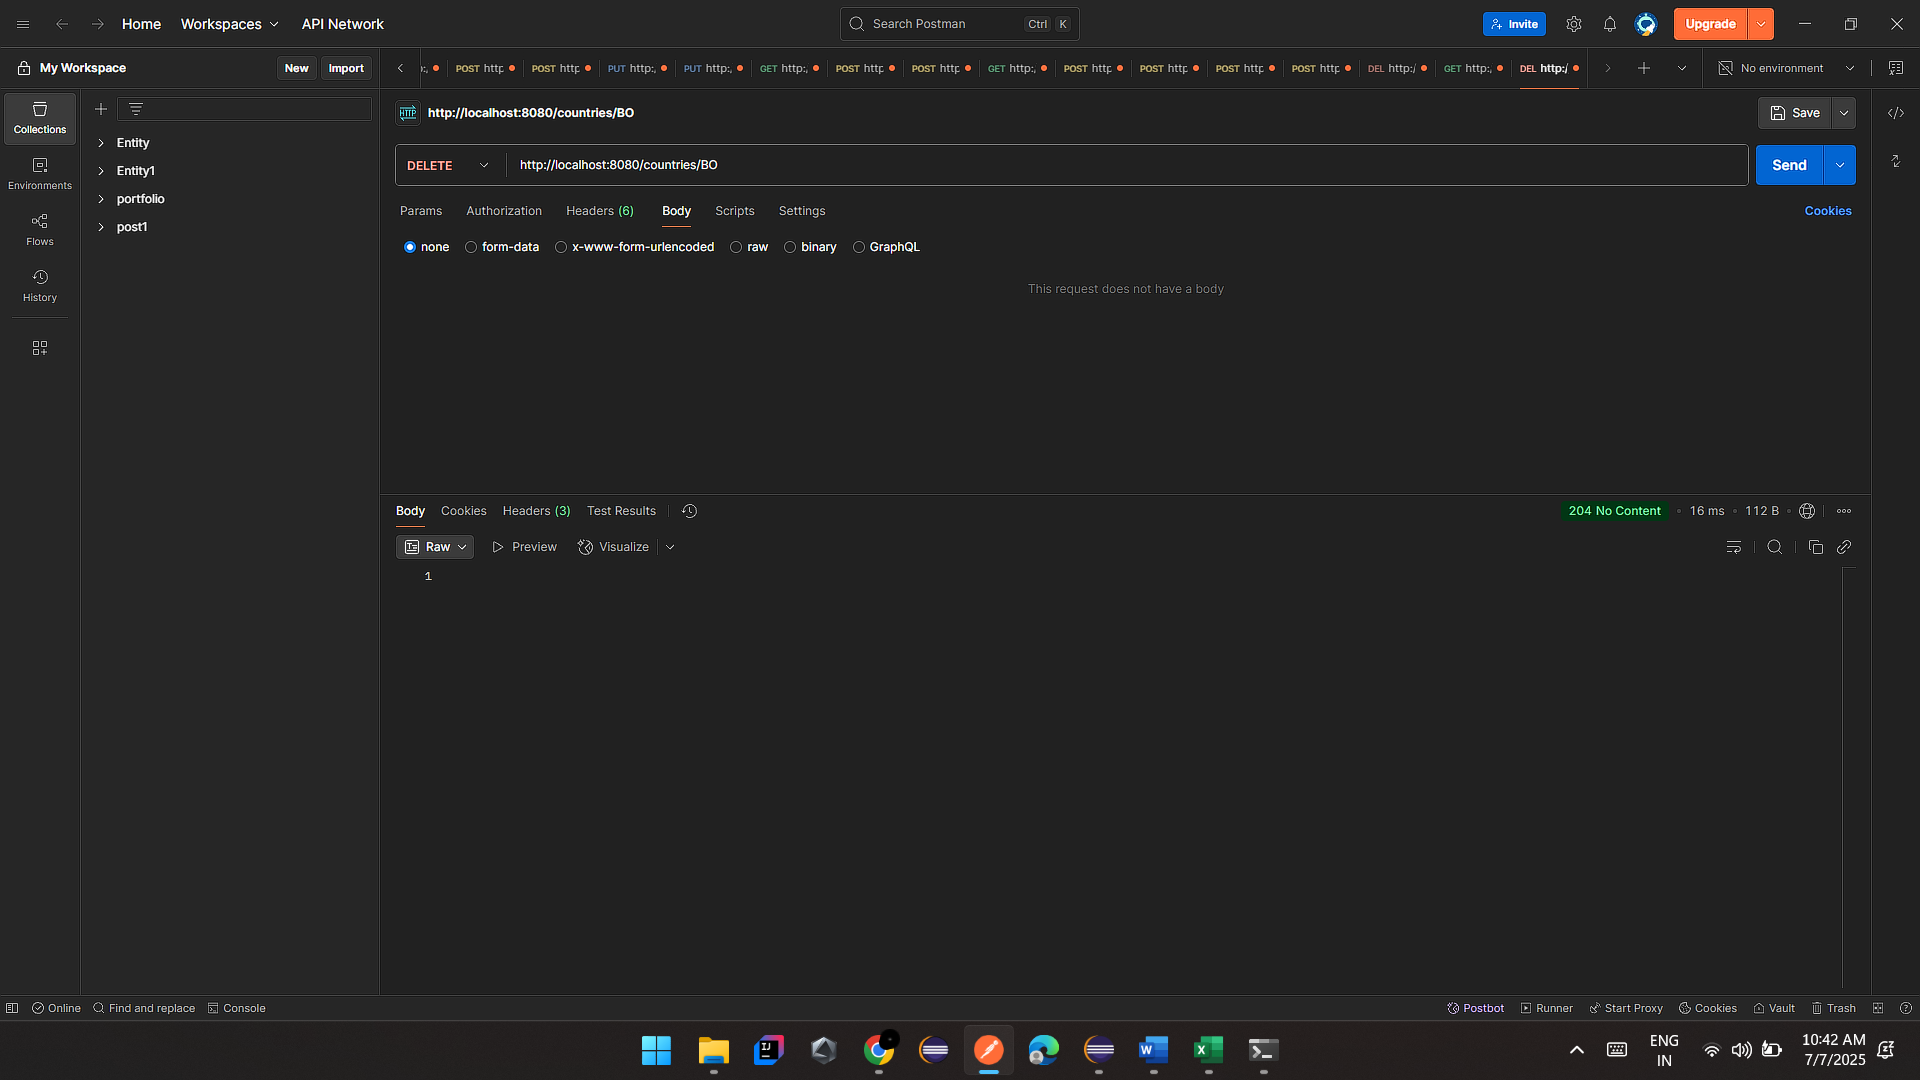 Home Workspaces API Network
Search Postman Ctrl K
Invite
Upgrade
My Workspace New Import
POST http POST http PUT http:, PUT http:, GET http:, POST http POST http GET http:, POST http POST http POST http POST http DEL http:/ GET http:, DEL http:/
No environment
Collections
Environments
Flows
History
Entity
Entity1
portfolio
post1
HTTP http://localhost:8080/countries/BO
Save
DELETE http://localhost:8080/countries/BO
Send
Params Authorization Headers (6) Body Scripts Settings
Cookies
none form-data x-www-form-urlencoded raw binary GraphQL
This request does not have a body
Body Cookies Headers (3) Test Results
204 No Content • 16 ms • 112 B •
Raw Preview Visualize
1
Online Find and replace Console
Postbot Runner Start Proxy Cookies Vault Trash
ENG
IN
10:42 AM
7/7/2025